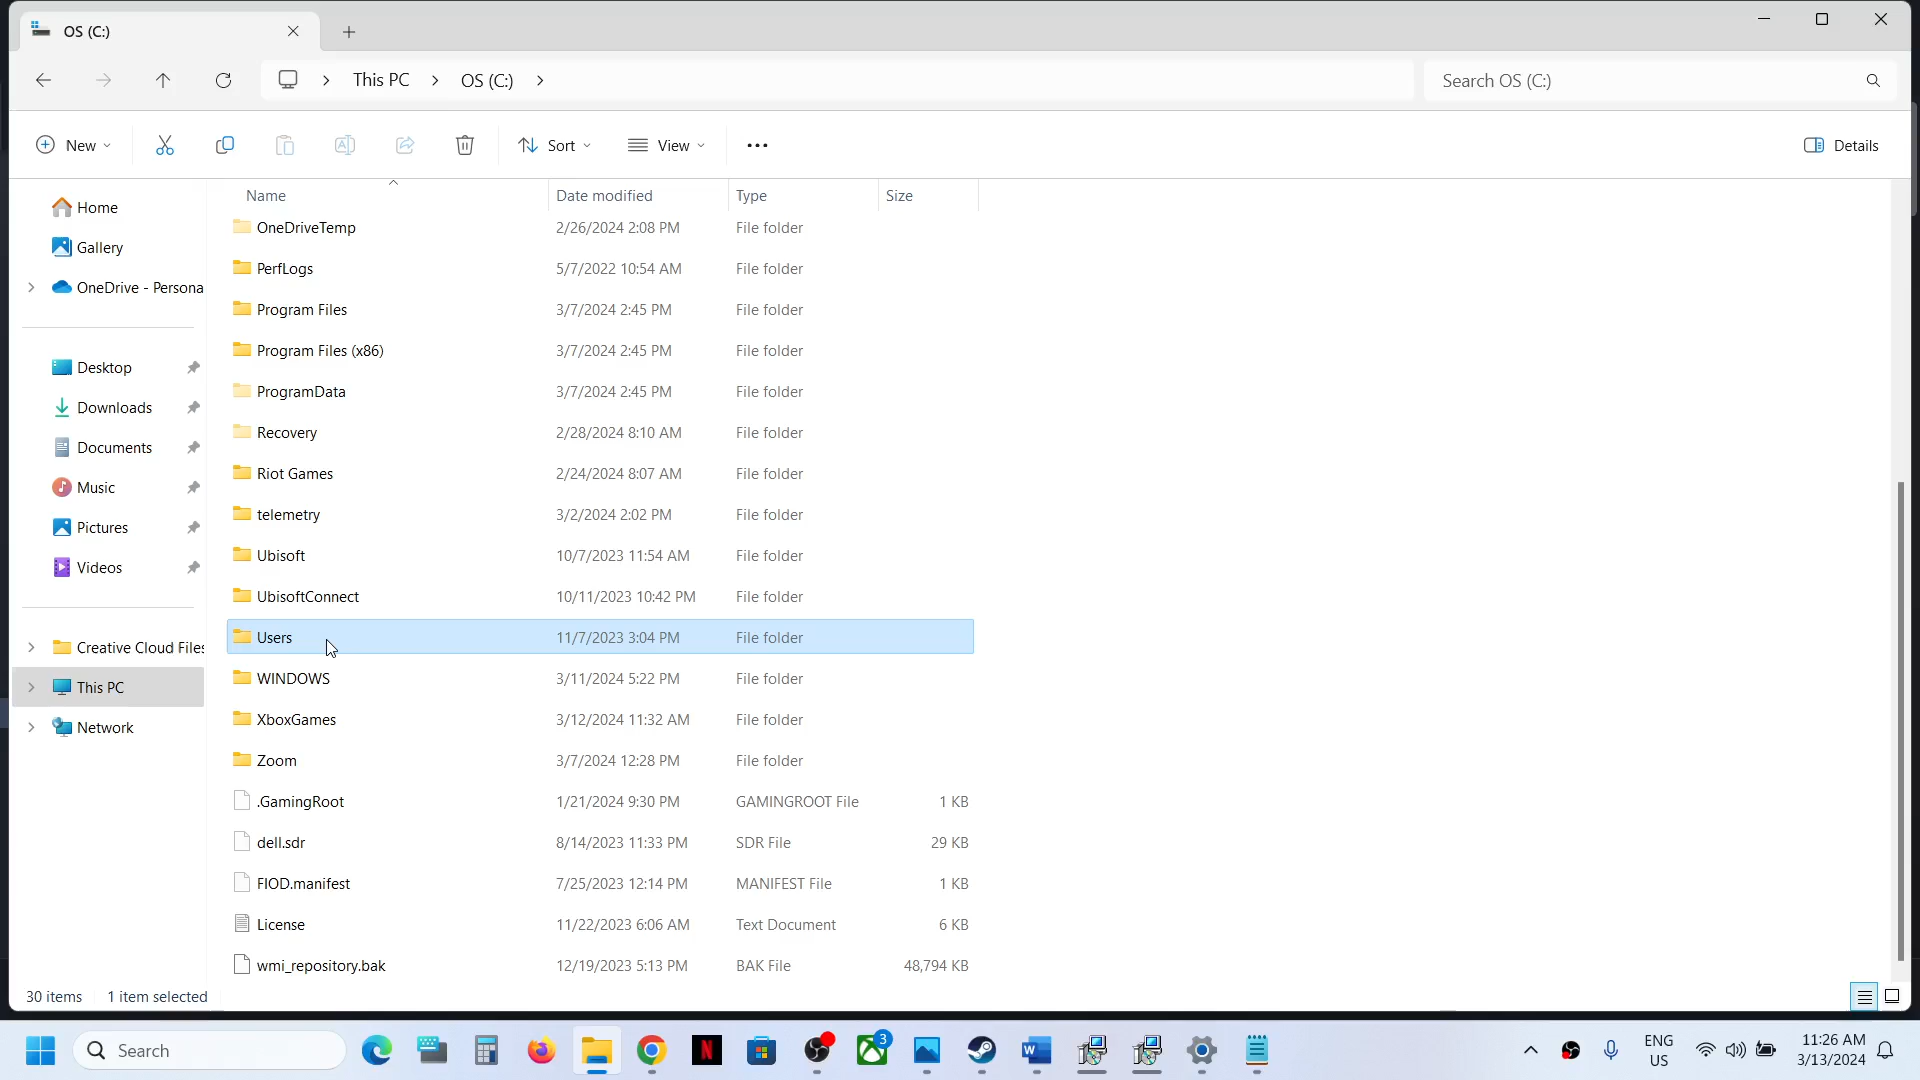 OS (C:)
This PC
OS (C:)
Search OS (C:)
New
Sort
View
Details
Name
Date modified
Type
Size
Home
Gallery
OneDrive - Persona
Desktop
Downloads
Documents
Music
Pictures
Videos
Creative Cloud Files
This PC
Network
OneDriveTemp 2/26/2024 2:08 PM File folder
PerfLogs 5/7/2022 10:54 AM File folder
Program Files 3/7/2024 2:45 PM File folder
Program Files (x86) 3/7/2024 2:45 PM File folder
ProgramData 3/7/2024 2:45 PM File folder
Recovery 2/28/2024 8:10 AM File folder
Riot Games 2/24/2024 8:07 AM File folder
telemetry 3/2/2024 2:02 PM File folder
Ubisoft 10/7/2023 11:54 AM File folder
UbisoftConnect 10/11/2023 10:42 PM File folder
Users 11/7/2023 3:04 PM File folder
WINDOWS 3/11/2024 5:22 PM File folder
XboxGames 3/12/2024 11:32 AM File folder
Zoom 3/7/2024 12:28 PM File folder
.GamingRoot 1/21/2024 9:30 PM GAMINGROOT File 1 KB
dell.sdr 8/14/2023 11:33 PM SDR File 29 KB
FIOD.manifest 7/25/2023 12:14 PM MANIFEST File 1 KB
License 11/22/2023 6:06 AM Text Document 6 KB
wmi_repository.bak 12/19/2023 5:13 PM BAK File 48,794 KB
30 items 1 item selected
Search
3
ENG
US
11:26 AM
3/13/2024